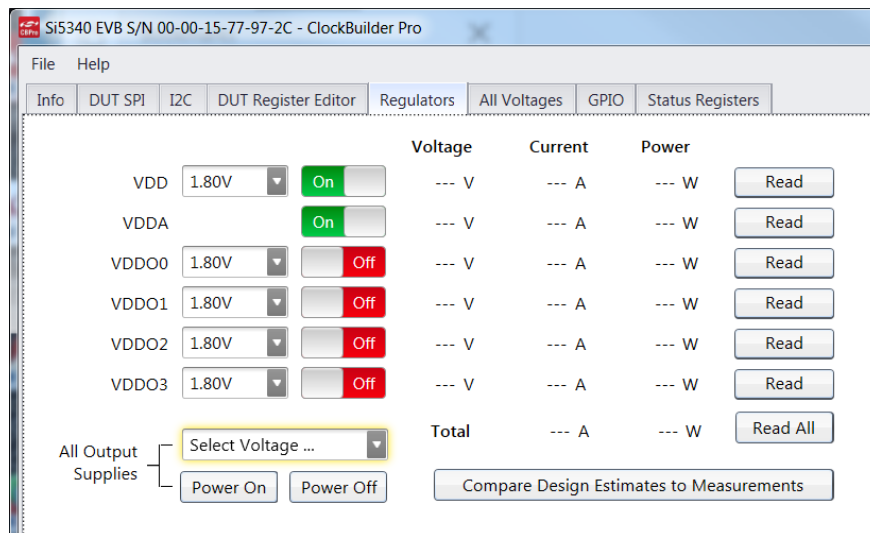 CBPro Si5340 EVB S/N 00-00-15-77-97-2C - ClockBuilder Pro
File Help
Info DUT SPI I2C DUT Register Editor Regulators All Voltages GPIO Status Registers
Voltage Current Power
VDD 1.80V On --- V --- A --- W Read
VDDA On --- V --- A --- W Read
VDDO0 1.80V Off --- V --- A --- W Read
VDDO1 1.80V Off --- V --- A --- W Read
VDDO2 1.80V Off --- V --- A --- W Read
VDDO3 1.80V Off --- V --- A --- W Read
All Output Supplies Select Voltage ... Total --- A --- W Read All
Power On Power Off Compare Design Estimates to Measurements